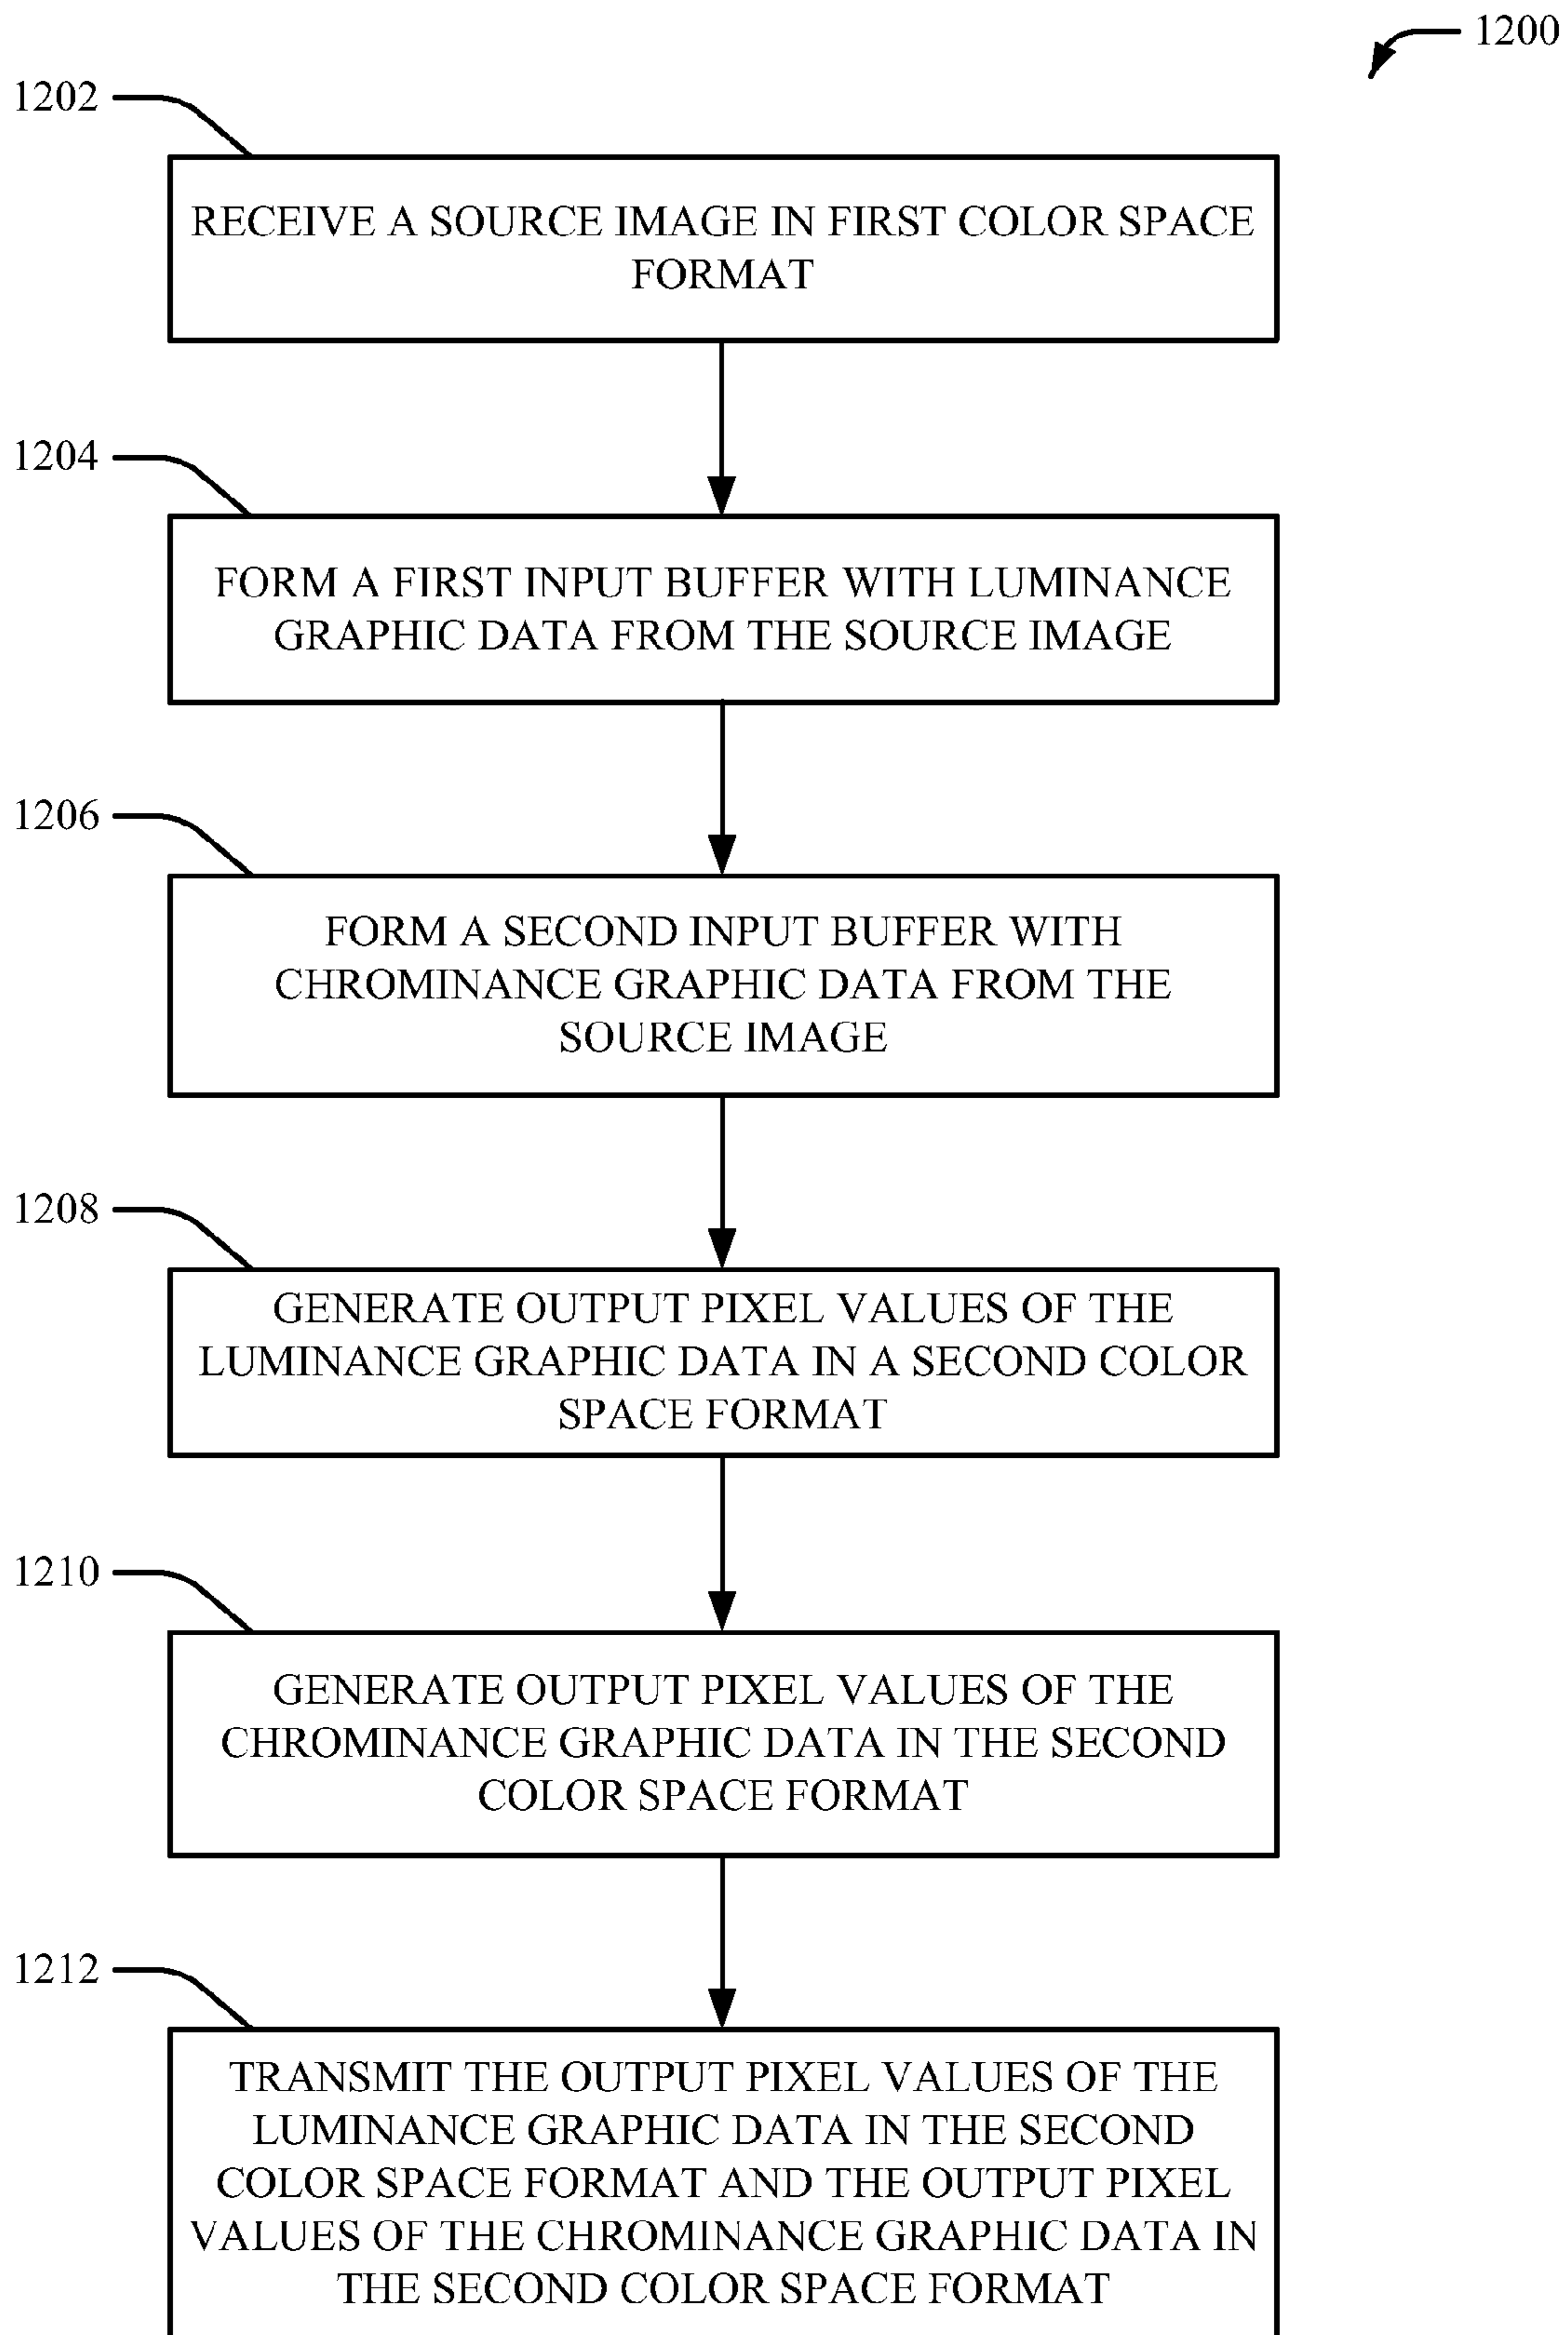 1200
1202
RECEIVE A SOURCE IMAGE IN FIRST COLOR SPACE
FORMAT
1204
FORM A FIRST INPUT BUFFER WITH LUMINANCE
GRAPHIC DATA FROM THE SOURCE IMAGE
1206
FORM A SECOND INPUT BUFFER WITH
CHROMINANCE GRAPHIC DATA FROM THE
SOURCE IMAGE
1208
GENERATE OUTPUT PIXEL VALUES OF THE
LUMINANCE GRAPHIC DATA IN A SECOND COLOR
SPACE FORMAT
1210
GENERATE OUTPUT PIXEL VALUES OF THE
CHROMINANCE GRAPHIC DATA IN THE SECOND
COLOR SPACE FORMAT
1212
TRANSMIT THE OUTPUT PIXEL VALUES OF THE
LUMINANCE GRAPHIC DATA IN THE SECOND
COLOR SPACE FORMAT AND THE OUTPUT PIXEL
VALUES OF THE CHROMINANCE GRAPHIC DATA IN
THE SECOND COLOR SPACE FORMAT